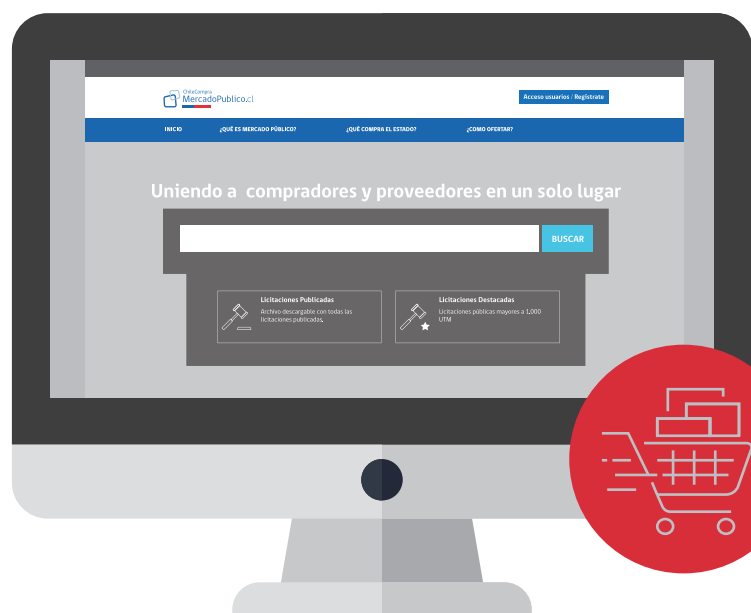 ChileCompra
MercadoPublico.cl
Acceso usuarios / Regístrate
INICIO
¿QUÉ ES MERCADO PÚBLICO?
¿QUÉ COMPRA EL ESTADO?
¿COMO OFERTAR?
Uniendo a compradores y proveedores en un solo lugar
BUSCAR
Licitaciones Publicadas
Archivo descargable con todas las
licitaciones publicadas.
Licitaciones Destacadas
Licitaciones públicas mayores a 1,000
UTM